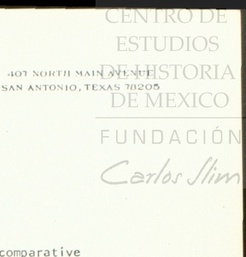 CENTRO DE
ESTUDIOS
407 NORTH MAIN AVENUE
DE HISTORIA
SAN ANTONIO, TEXAS 78205
DE MEXICO
FUNDACIÓN
Carlos Slim
comparative